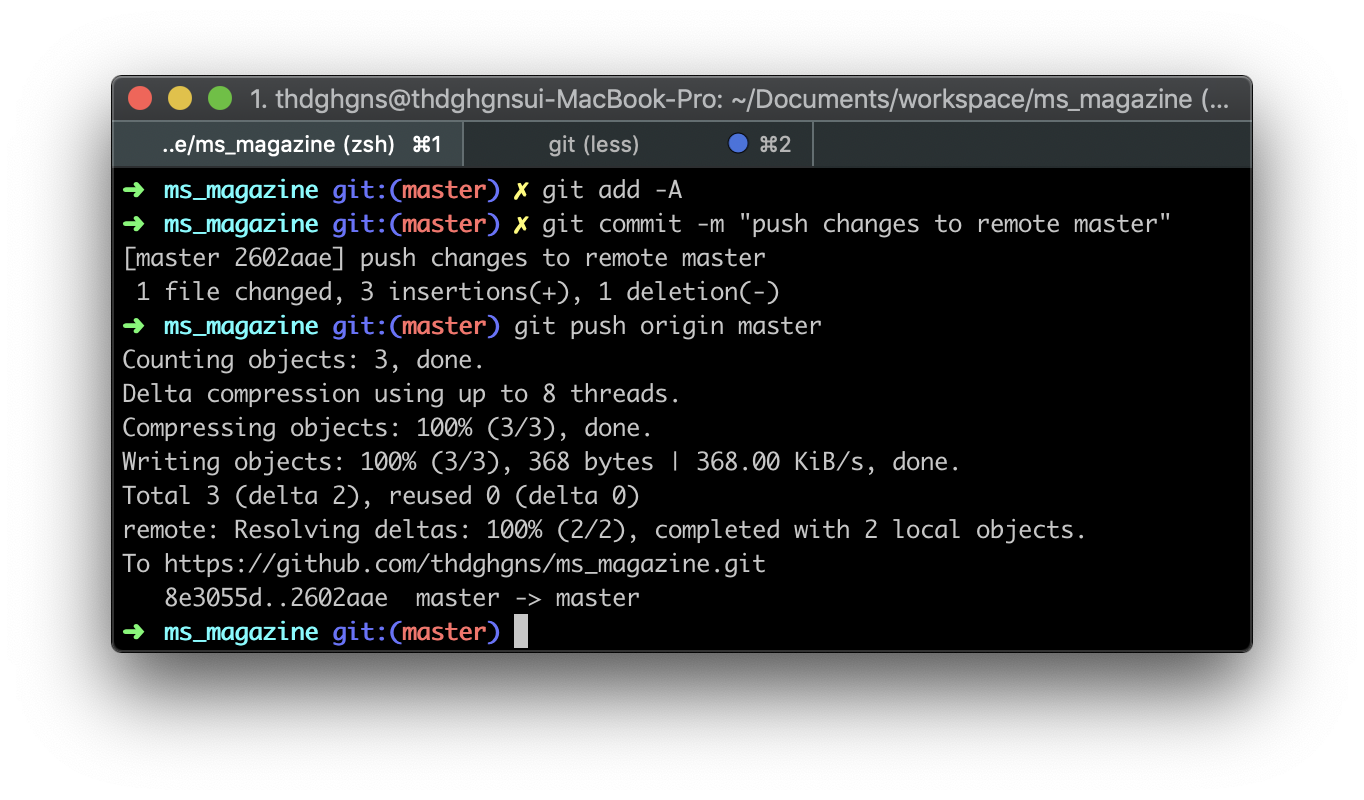 1. thdghgns@thdghgnsui-MacBook-Pro: ~/Documents/workspace/ms_magazine (...
..e/ms_magazine (zsh) ⌘1 git (less) ⌘2
➜ ms_magazine git:(master) ✗ git add -A
➜ ms_magazine git:(master) ✗ git commit -m "push changes to remote master"
[master 2602aae] push changes to remote master
1 file changed, 3 insertions(+), 1 deletion(-)
➜ ms_magazine git:(master) git push origin master
Counting objects: 3, done.
Delta compression using up to 8 threads.
Compressing objects: 100% (3/3), done.
Writing objects: 100% (3/3), 368 bytes | 368.00 KiB/s, done.
Total 3 (delta 2), reused 0 (delta 0)
remote: Resolving deltas: 100% (2/2), completed with 2 local objects.
To https://github.com/thdghgns/ms_magazine.git
8e3055d..2602aae master -> master
➜ ms_magazine git:(master)